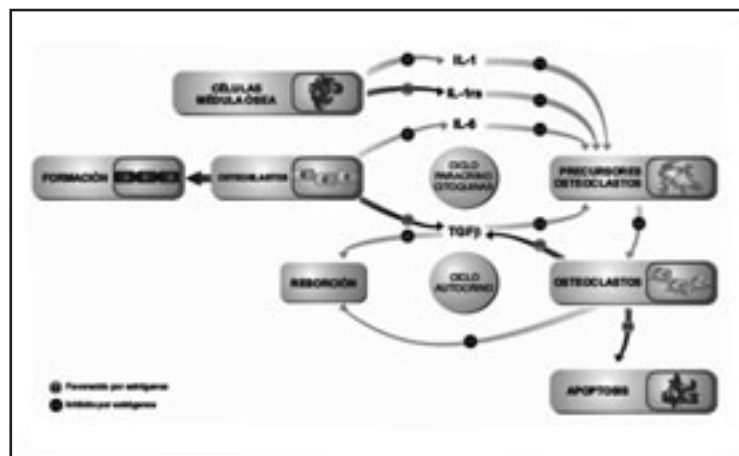 IL-1
CÉLULAS
MÉDULA ÓSEA
IL-1ra
IL-6
FORMACIÓN
OSTEOBLASTOS
CICLO
PARACRINO
CITOQUINAS
PRECURSORES
OSTEOCLASTOS
TGFβ
REBORCIÓN
CICLO
AUTOCRINO
OSTEOCLASTOS
Favorecido por estrógenos
Inhibido por estrógenos
APOPTOSIS